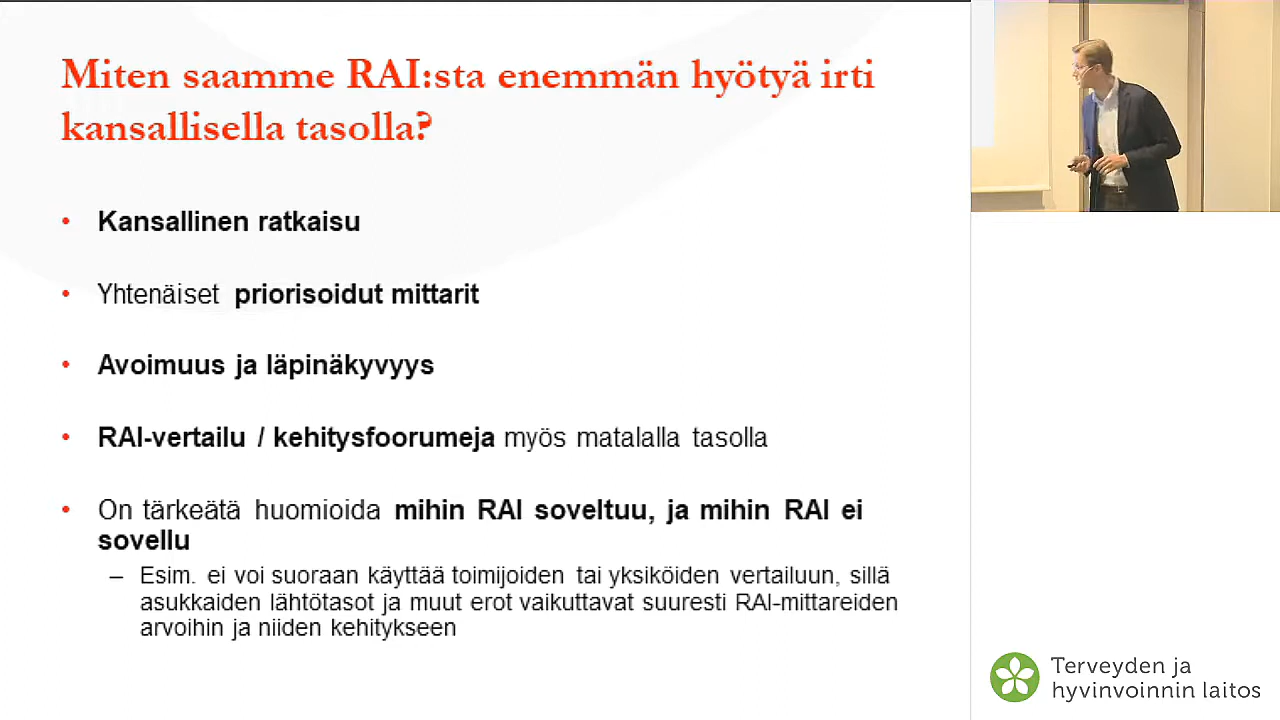 Miten saamme RAI:sta enemmän hyötyä irti
kansallisella tasolla?
• Kansallinen ratkaisu
• Yhtenäiset priorisoidut mittarit
• Avoimuus ja läpinäkyvyys
• RAI-vertailu / kehitysfoorumeja myös matalalla tasolla
• On tärkeätä huomioida mihin RAI soveltuu, ja mihin RAI ei
sovellu
– Esim. ei voi suoraan käyttää toimijoiden tai yksiköiden vertailuun, sillä
asukkaiden lähtötasot ja muut erot vaikuttavat suuresti RAI-mittareiden
arvoihin ja niiden kehitykseen
Terveyden ja
hyvinvoinnin laitos